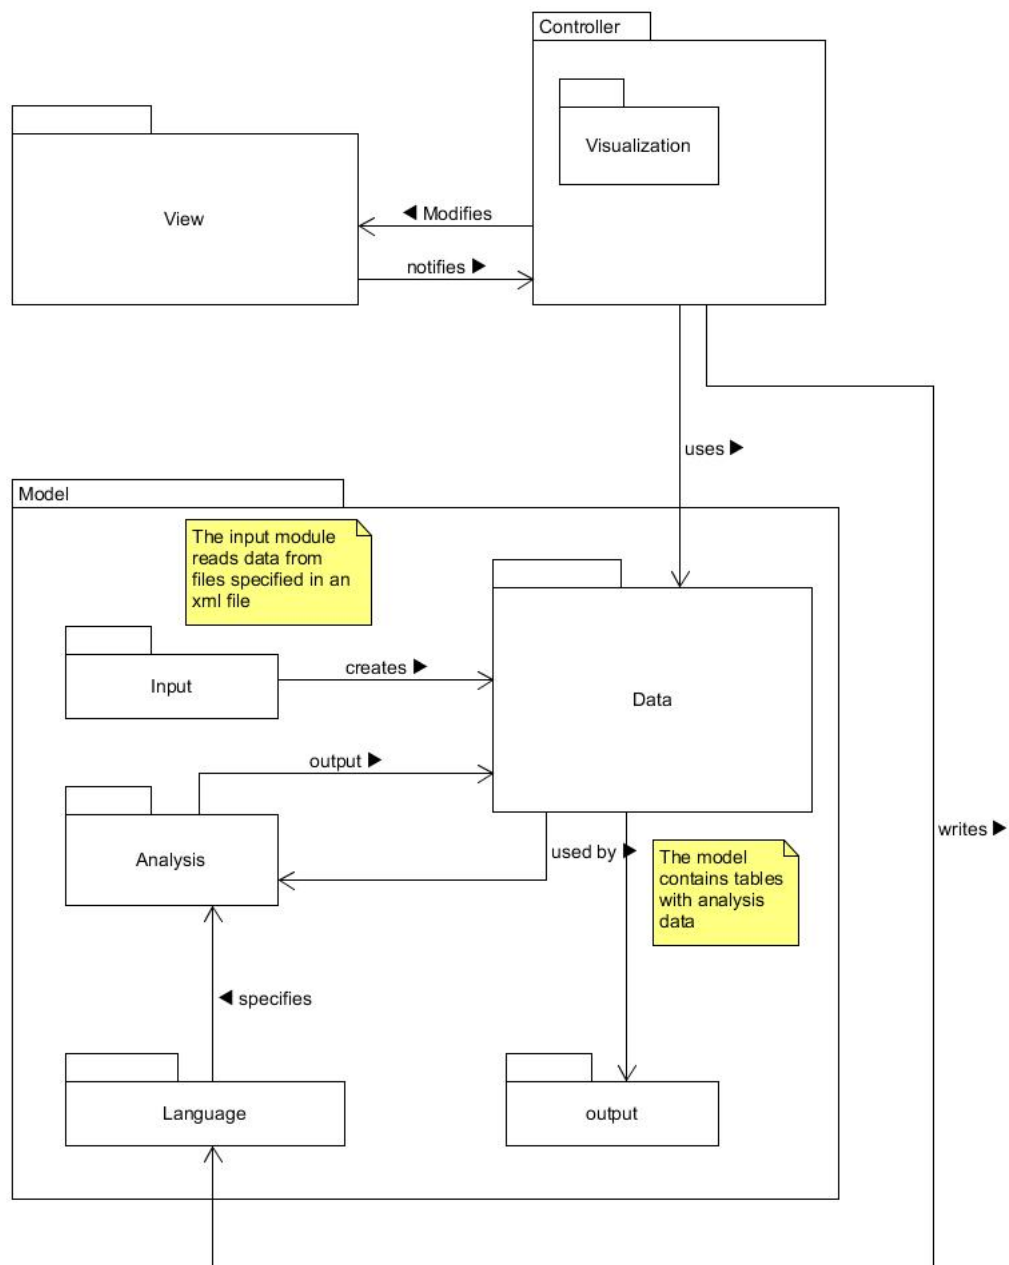 Controller
Visualization
View
◀ Modifies
notifies ▶
uses ▶
Model
The input module
reads data from
files specified in an
xml file
creates ▶
Input
Data
output ▶
writes ▶
used by ▶
Analysis
The model
contains tables
with analysis
data
◀ specifies
Language
output